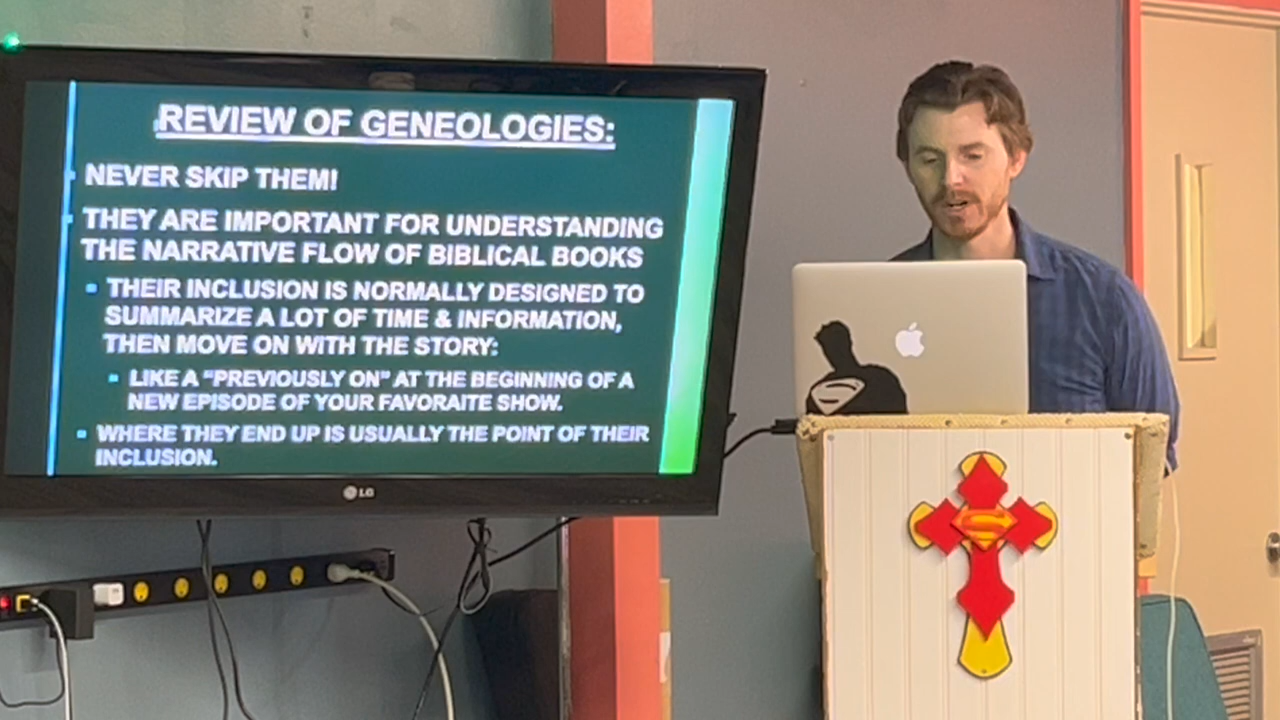 REVIEW OF GENEOLOGIES:
NEVER SKIP THEM!
THEY ARE IMPORTANT FOR UNDERSTANDING
THE NARRATIVE FLOW OF BIBLICAL BOOKS
THEIR INCLUSION IS NORMALLY DESIGNED TO
SUMMARIZE A LOT OF TIME & INFORMATION,
THEN MOVE ON WITH THE STORY:
LIKE A "PREVIOUSLY ON" AT THE BEGINNING OF A
NEW EPISODE OF YOUR FAVORAITE SHOW.
WHERE THEY END UP IS USUALLY THE POINT OF THEIR
INCLUSION.
LG